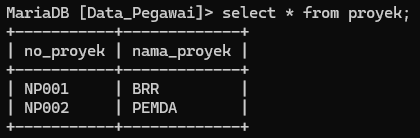 MariaDB [Data_Pegawai]> select * from proyek;
+-----------+-------------+
| no_proyek | nama_proyek |
+-----------+-------------+
| NP001     | BRR         |
| NP002     | PEMDA       |
+-----------+-------------+